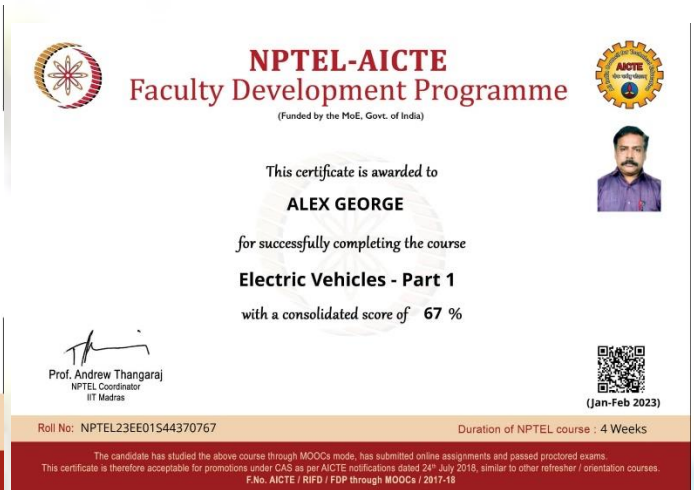 NPTEL-AICTE
Faculty Development Programme
(Funded by the MoE, Govt. of India)
AICTE
This certificate is awarded to
ALEX GEORGE
for successfully completing the course
Electric Vehicles - Part 1
with a consolidated score of 67 %
Prof. Andrew Thangaraj
NPTEL Coordinator
IIT Madras
(Jan-Feb 2023)
Roll No: NPTEL23EE01S44370767
Duration of NPTEL course : 4 Weeks
The candidate has studied the above course through MOOCs mode, has submitted online assignments and passed proctored exams.
This certificate is therefore acceptable for promotions under CAS as per AICTE notifications dated 24th July 2018, similar to other refresher / orientation courses.
F.No. AICTE / RIFD / FDP through MOOCs / 2017-18